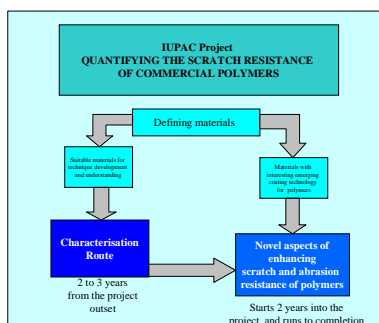 IUPAC Project
QUANTIFYING THE SCRATCH RESISTANCE
OF COMMERCIAL POLYMERS
Defining materials
Suitable materials for
technique development
and understanding
Materials with
interesting emerging
coating technology
for polymers
Characterisation
Route
Novel aspects of
enhancing
scratch and abrasion
resistance of polymers
2 to 3 years
from the project
outset
Starts 2 years into the
project, and runs to completion